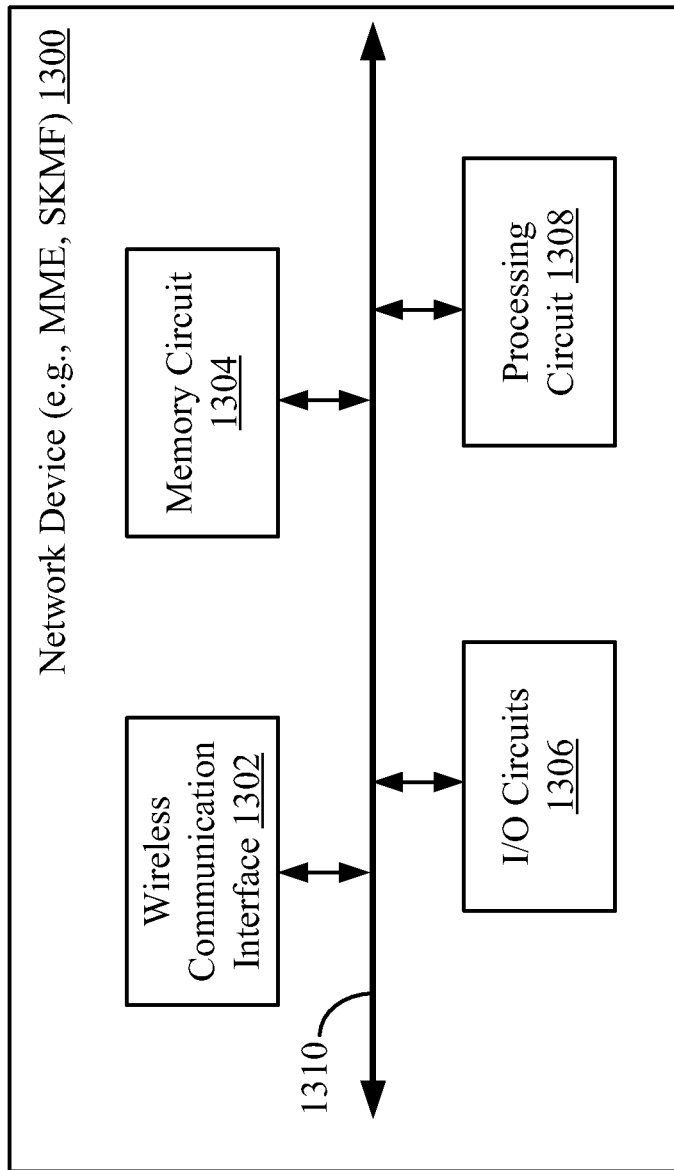 Network Device (e.g., MME, SKMF) 1300
Wireless
Communication
Interface 1302
Memory Circuit
1304
1310
I/O Circuits
1306
Processing
Circuit 1308